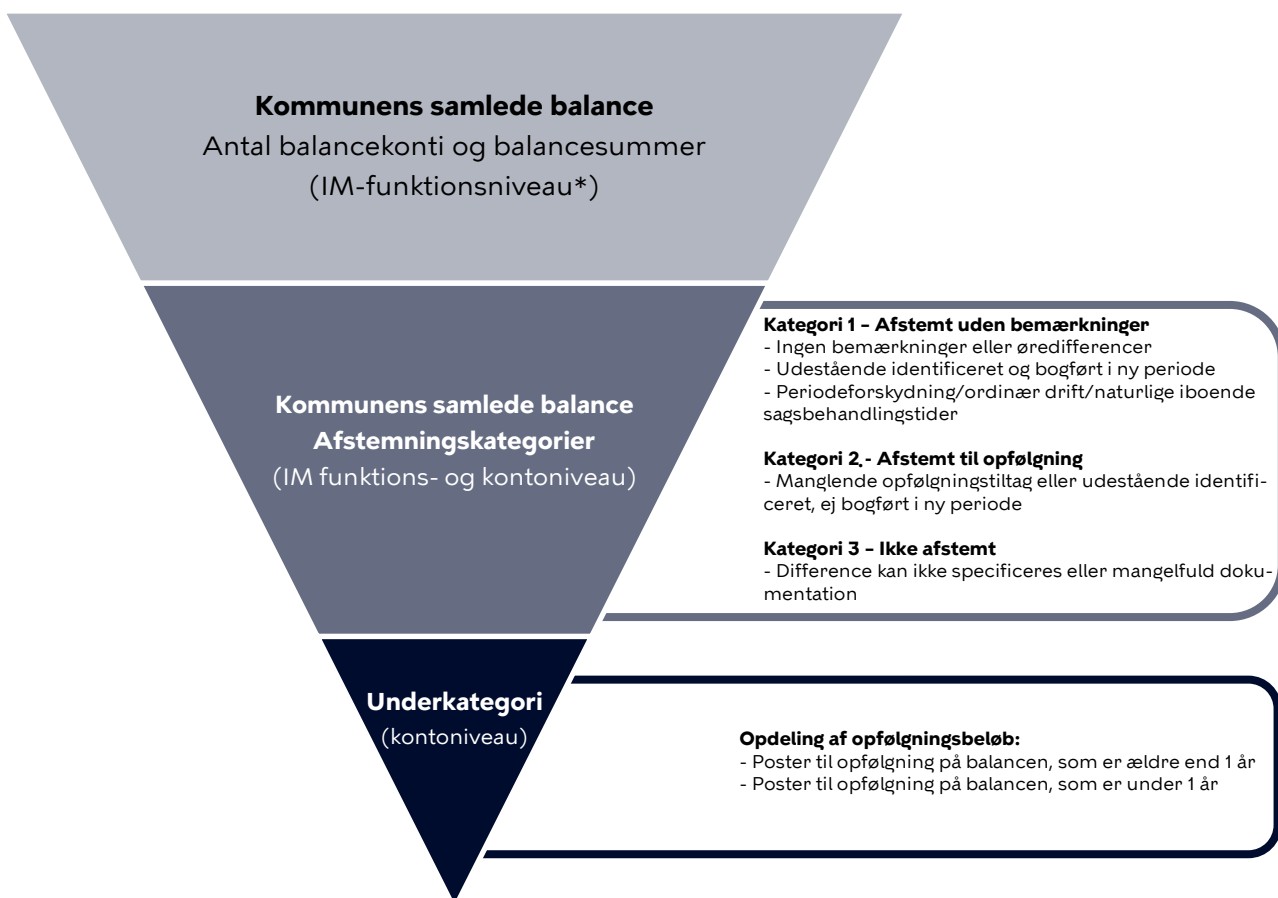 Kommunens samlede balance
Antal balancekonti og balancesummer
(IM-funktionsniveau*)
Kommunens samlede balance
Afstemningskategorier
(IM funktions- og kontoniveau)
Kategori 1 – Afstemt uden bemærkninger
- Ingen bemærkninger eller øredifferencer
- Udestående identificeret og bogført i ny periode
- Periodeforskydning/ordinær drift/naturlige iboende
sagsbehandlingstider
Kategori 2 - Afstemt til opfølgning
- Manglende opfølgningstiltag eller udestående identifi-
ceret, ej bogført i ny periode
Kategori 3 – Ikke afstemt
- Difference kan ikke specificeres eller mangelfuld doku-
mentation
Underkategori
(kontoniveau)
Opdeling af opfølgningsbeløb:
- Poster til opfølgning på balancen, som er ældre end 1 år
- Poster til opfølgning på balancen, som er under 1 år